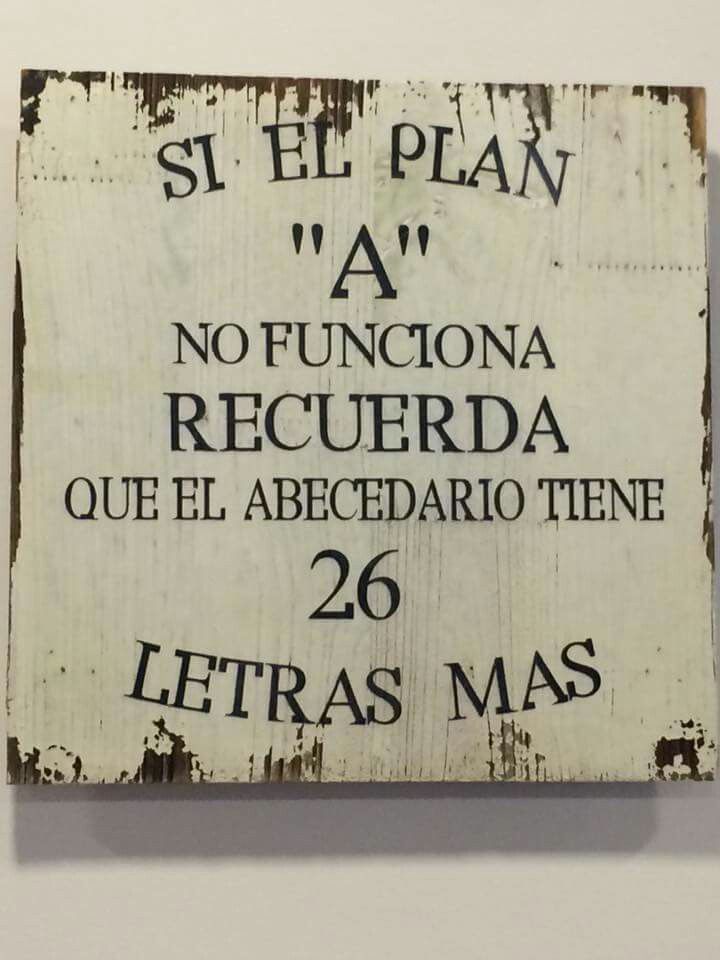 SI EL PLAN
"A"
NO FUNCIONA
RECUERDA
QUE EL ABECEDARIO TIENE
26
LETRAS MAS